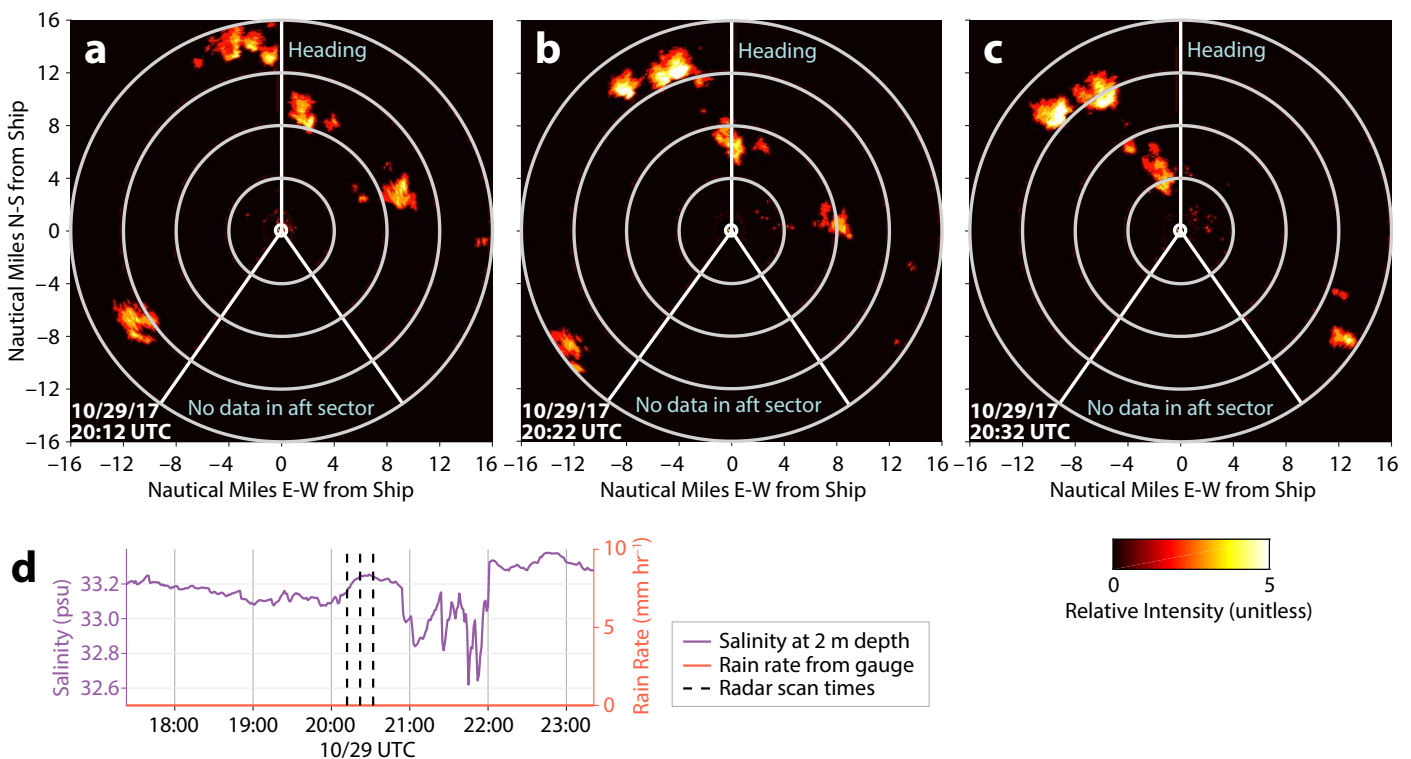 a
Heading
No data in aft sector
10/29/17
20:12 UTC
16
12
8
4
0
−4
−8
−12
−16
Nautical Miles N-S from Ship
−16 −12 −8 −4 0 4 8 12 16
Nautical Miles E-W from Ship
b
Heading
No data in aft sector
10/29/17
20:22 UTC
−16 −12 −8 −4 0 4 8 12 16
Nautical Miles E-W from Ship
c
Heading
No data in aft sector
10/29/17
20:32 UTC
−16 −12 −8 −4 0 4 8 12 16
Nautical Miles E-W from Ship
d
33.2
33.0
32.8
32.6
Salinity (psu)
10
5
0
Rain Rate (mm hr⁻¹)
18:00 19:00 20:00 21:00 22:00 23:00
10/29 UTC
Salinity at 2 m depth
Rain rate from gauge
Radar scan times
0 5
Relative Intensity (unitless)